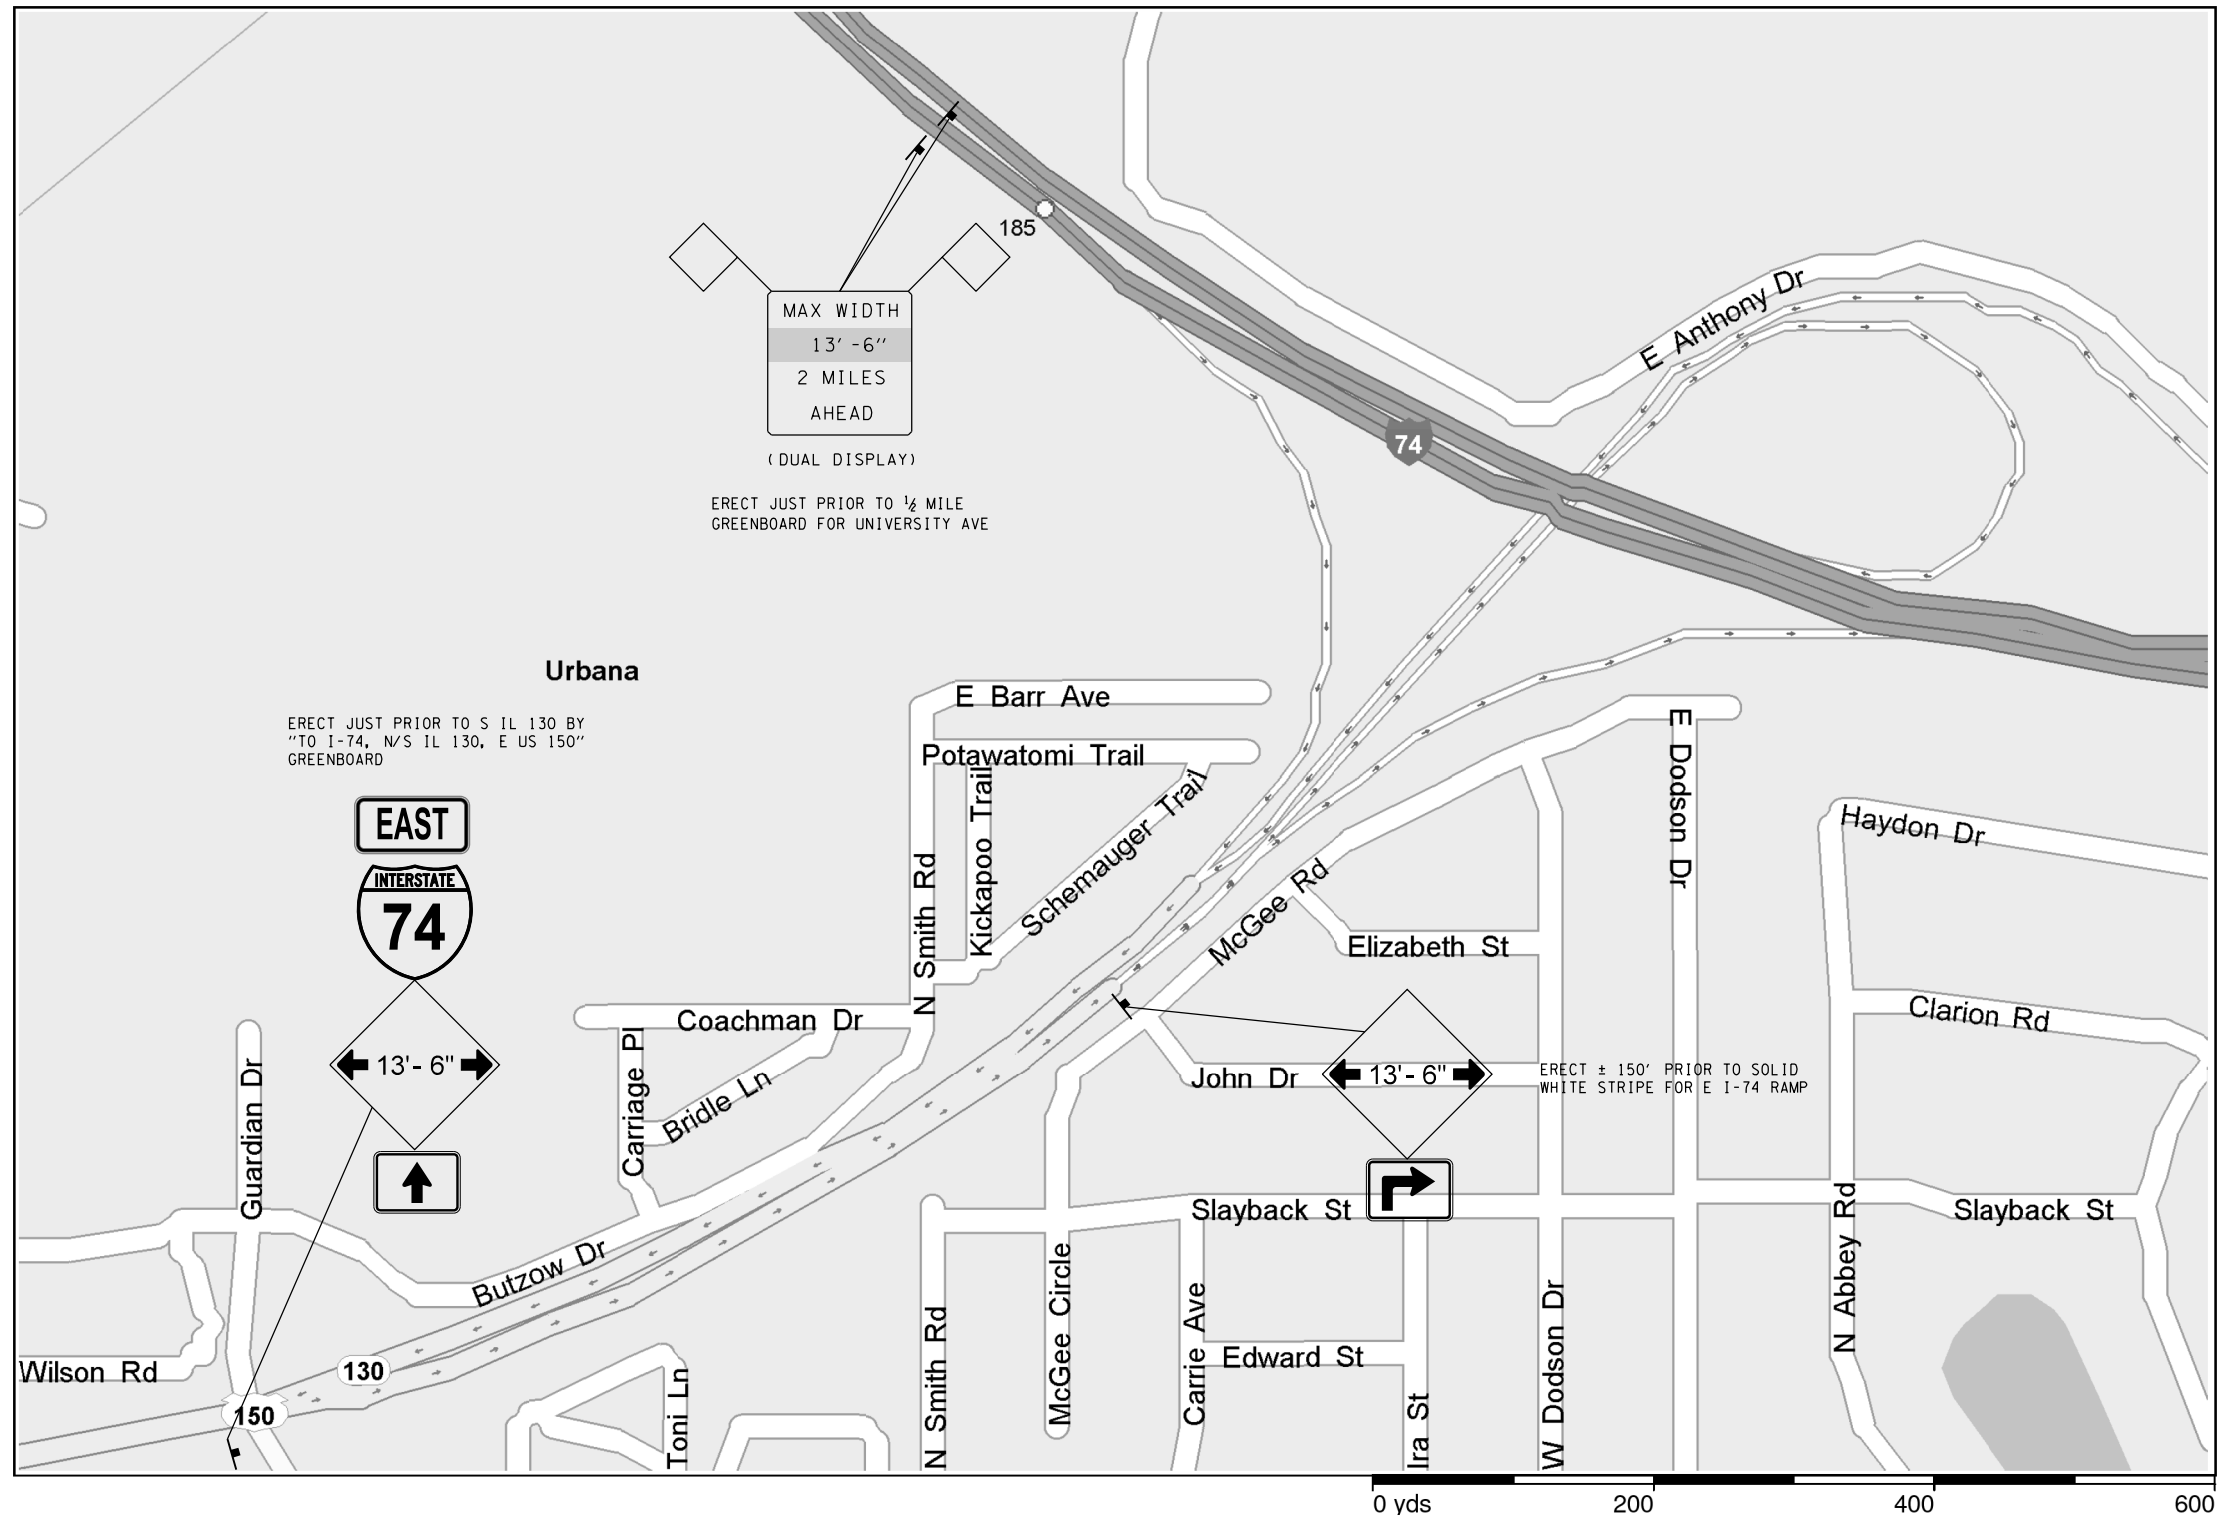 185
MAX WIDTH
13'-6"
2 MILES
AHEAD
(DUAL DISPLAY)
ERECT JUST PRIOR TO ½ MILE
GREENBOARD FOR UNIVERSITY AVE
E Anthony Dr
74
Urbana
ERECT JUST PRIOR TO S IL 130 BY
"TO I-74, N/S IL 130, E US 150"
GREENBOARD
EAST
INTERSTATE
74
13'- 6"
E Barr Ave
Potawatomi Trail
Kickapoo Trail
Schemauger Trail
N Smith Rd
Coachman Dr
Carriage Pl
Bridle Ln
Guardian Dr
Butzow Dr
Wilson Rd
130
150
Toni Ln
McGee Rd
Elizabeth St
E Dodson Dr
Haydon Dr
Clarion Rd
John Dr
13'- 6"
ERECT ± 150' PRIOR TO SOLID
WHITE STRIPE FOR E I-74 RAMP
Slayback St
Slayback St
N Smith Rd
McGee Circle
Carrie Ave
Edward St
Ira St
W Dodson Dr
N Abbey Rd
0 yds
200
400
600